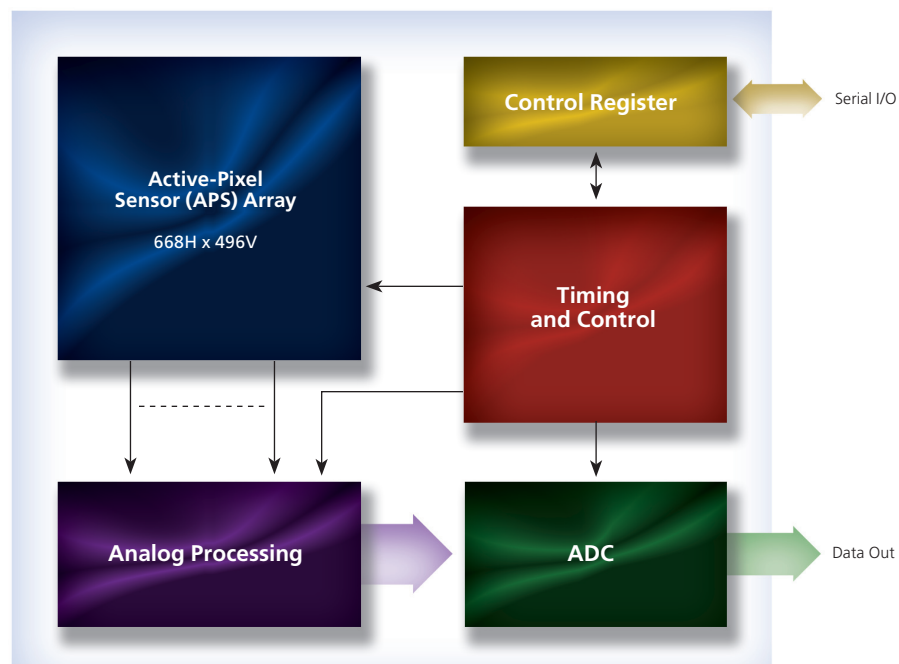 Active-Pixel
Sensor (APS) Array
668H x 496V
Control Register
Serial I/O
Timing
and Control
Analog Processing
ADC
Data Out